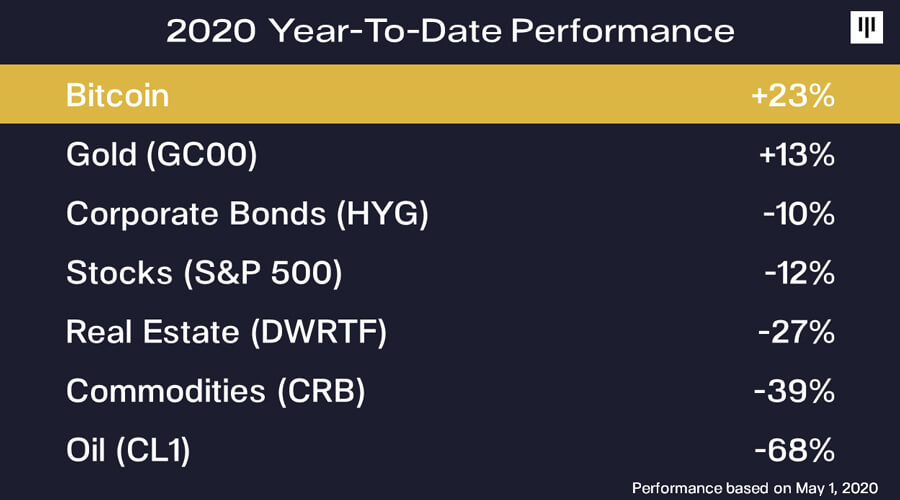 2020 Year-To-Date Performance
Bitcoin +23%
Gold (GC00) +13%
Corporate Bonds (HYG) -10%
Stocks (S&P 500) -12%
Real Estate (DWRTF) -27%
Commodities (CRB) -39%
Oil (CL1) -68%
Performance based on May 1, 2020